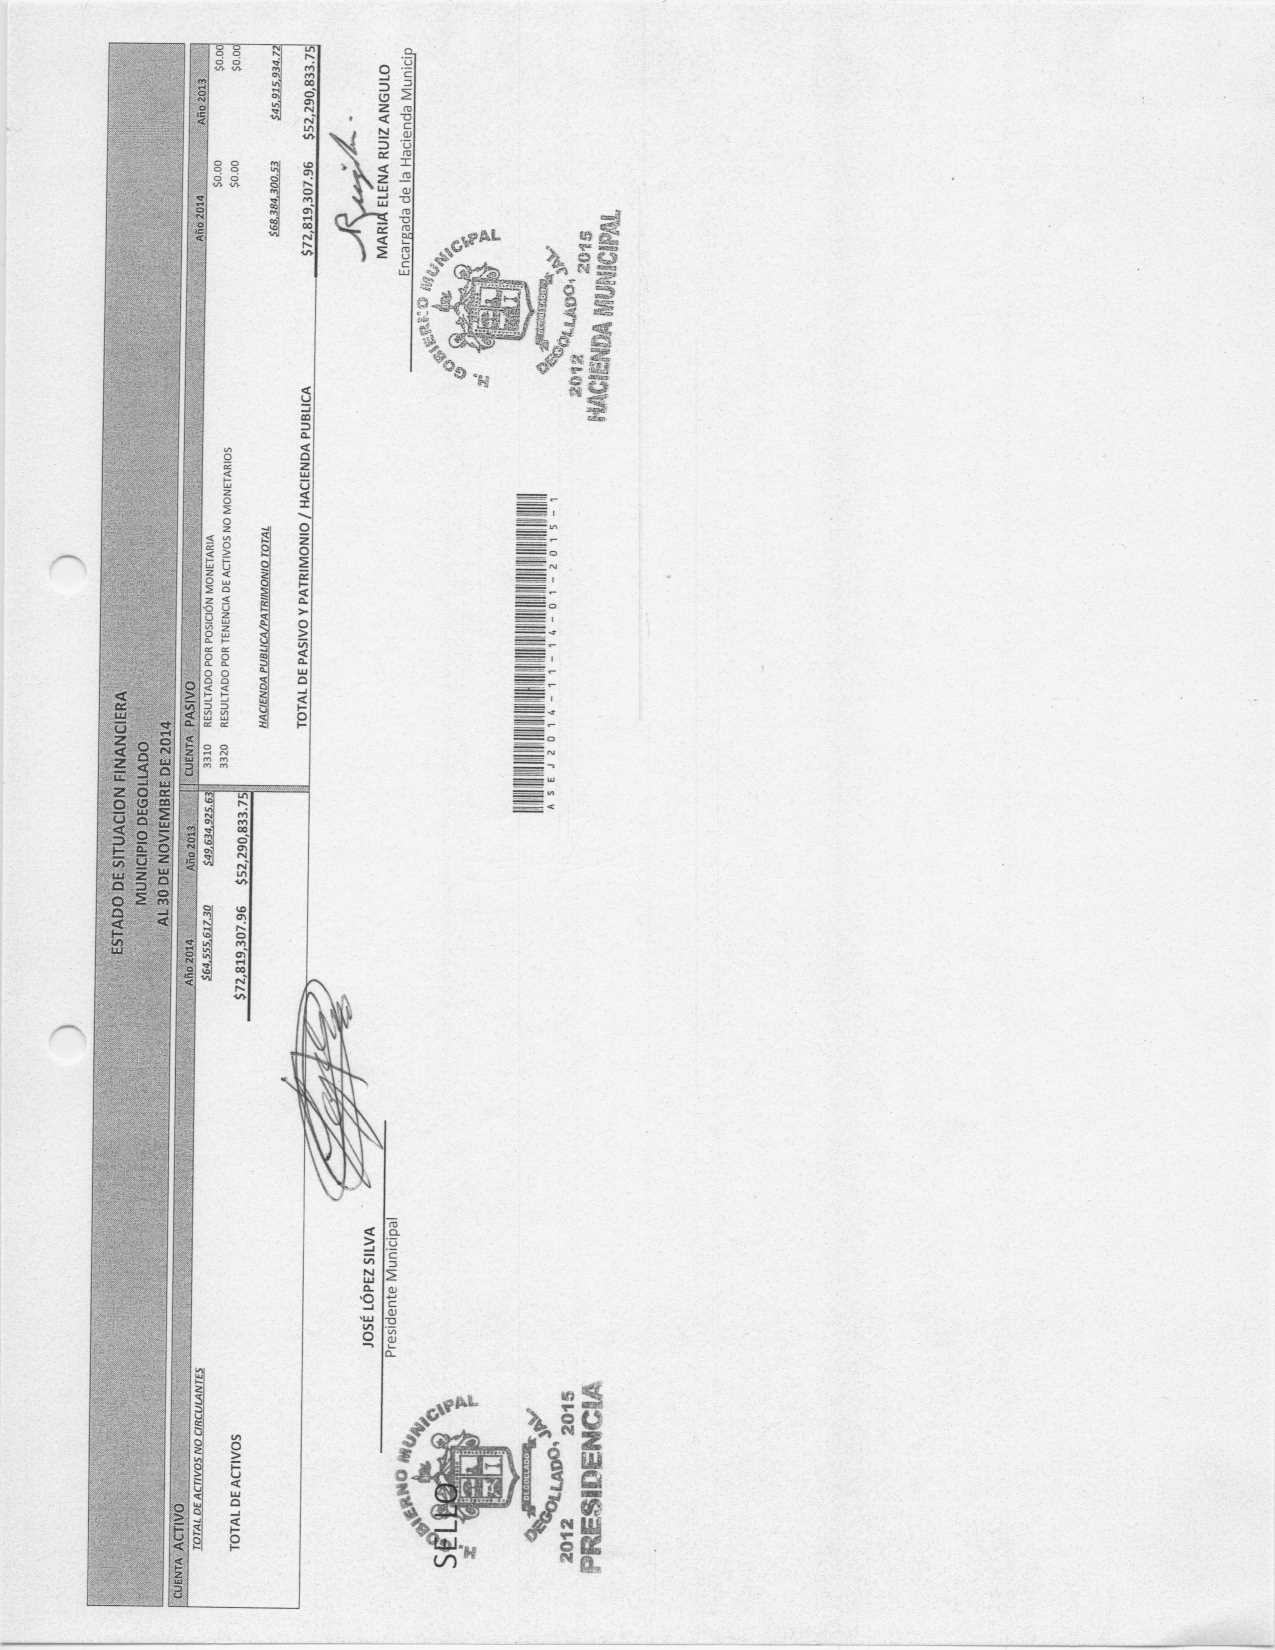 ESTADO DE SITUACION FINANCIERA
MUNICIPIO DEGOLLADO
AL 30 DE NOVIEMBRE DE 2014
CUENTA ACTIVO Año 2014 Año 2013 CUENTA PASIVO Año 2014 Año 2013
TOTAL DE ACTIVOS NO CIRCULANTES $64,555,617.30 $49,634,925.63 3310 RESULTADO POR POSICIÓN MONETARIA $0.00 $0.00
3320 RESULTADO POR TENENCIA DE ACTIVOS NO MONETARIOS $0.00 $0.00
TOTAL DE ACTIVOS $72,819,307.96 $52,290,833.75
HACIENDA PUBLICA/PATRIMONIO TOTAL $68,384,300.53 $45,915,934.72
TOTAL DE PASIVO Y PATRIMONIO / HACIENDA PUBLICA $72,819,307.96 $52,290,833.75
JOSÉ LÓPEZ SILVA
Presidente Municipal
MARIA ELENA RUIZ ANGULO
Encargada de la Hacienda Municip
SELLO
H. GOBIERNO MUNICIPAL
DEGOLLADO
DEGOLLADO, JAL
2012 2015
PRESIDENCIA
ASEJ2014-11-14-01-2015-1
H. GOBIERNO MUNICIPAL
DEGOLLADO
DEGOLLADO, JAL
2012 2015
HACIENDA MUNICIPAL